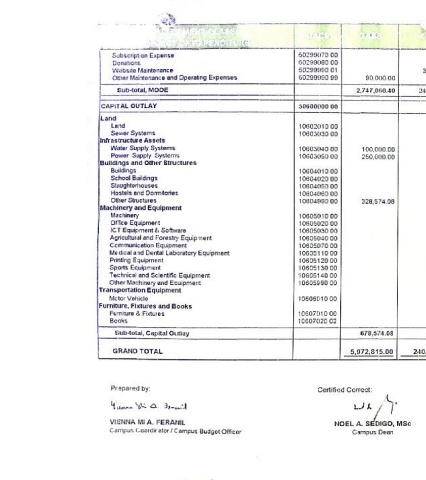 Subscription Expense 50299070 00
Donations 50299080 00
Website Maintenance 50299990 01 3
Other Maintenance and Operating Expenses 50299990 99 90,000.00
Sub-total, MODE 2,747,060.40 24
CAPITAL OUTLAY 50600000 00
Land
Land 10602010 00
Sewer Systems 10603030 00
Infrastructure Assets
Water Supply Systems 10603040 00 100,000.00
Power Supply Systems 10603050 00 250,000.00
Buildings and Other Structures
Buildings 10604010 00
School Buildings 10604020 00
Slaughterhouses 10604050 00
Hostels and Dormitories 10604060 00
Other Structures 10604990 00 328,574.08
Machinery and Equipment
Machinery 10605010 00
Office Equipment 10605020 00
ICT Equipment & Software 10605030 00
Agricultural and Forestry Equipment 10605040 00
Communication Equipment 10605070 00
Medical and Dental Laboratory Equipment 10605110 00
Printing Equipment 10605120 00
Sports Equipment 10605130 00
Technical and Scientific Equipment 10605140 00
Other Machinery and Equipment 10605990 00
Transportation Equipment
Motor Vehicle 10606010 00
Furniture, Fixtures and Books
Furniture & Fixtures 10607010 00
Books 10607020 00
Sub-total, Capital Outlay 678,574.08
GRAND TOTAL 5,972,815.00 240,
Prepared by: Certified Correct:
VIENNA MI A. FERANIL NOEL A. SEDIGO, MSc
Campus Coordinator / Campus Budget Officer Campus Dean